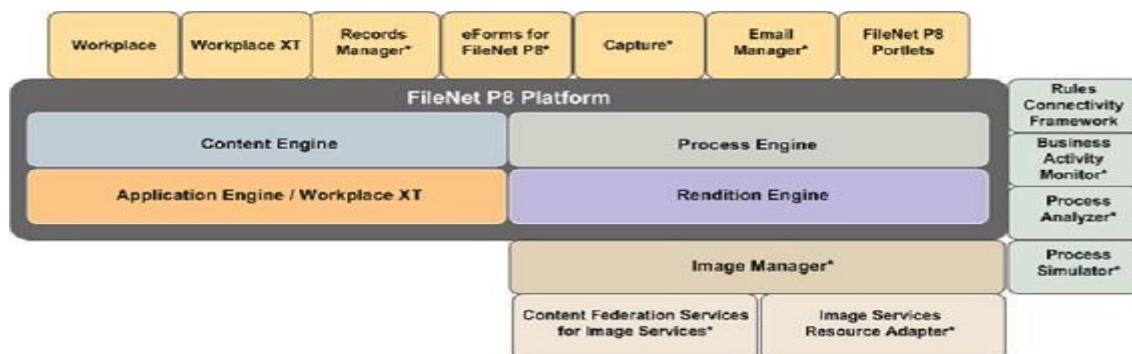 Workplace
Workplace XT
Records
Manager*
eForms for
FileNet P8*
Capture*
Email
Manager*
FileNet P8
Portlets
FileNet P8 Platform
Rules
Connectivity
Framework
Content Engine
Process Engine
Business
Activity
Monitor*
Application Engine / Workplace XT
Rendition Engine
Process
Analyzer*
Image Manager*
Process
Simulator*
Content Federation Services
for Image Services*
Image Services
Resource Adapter*